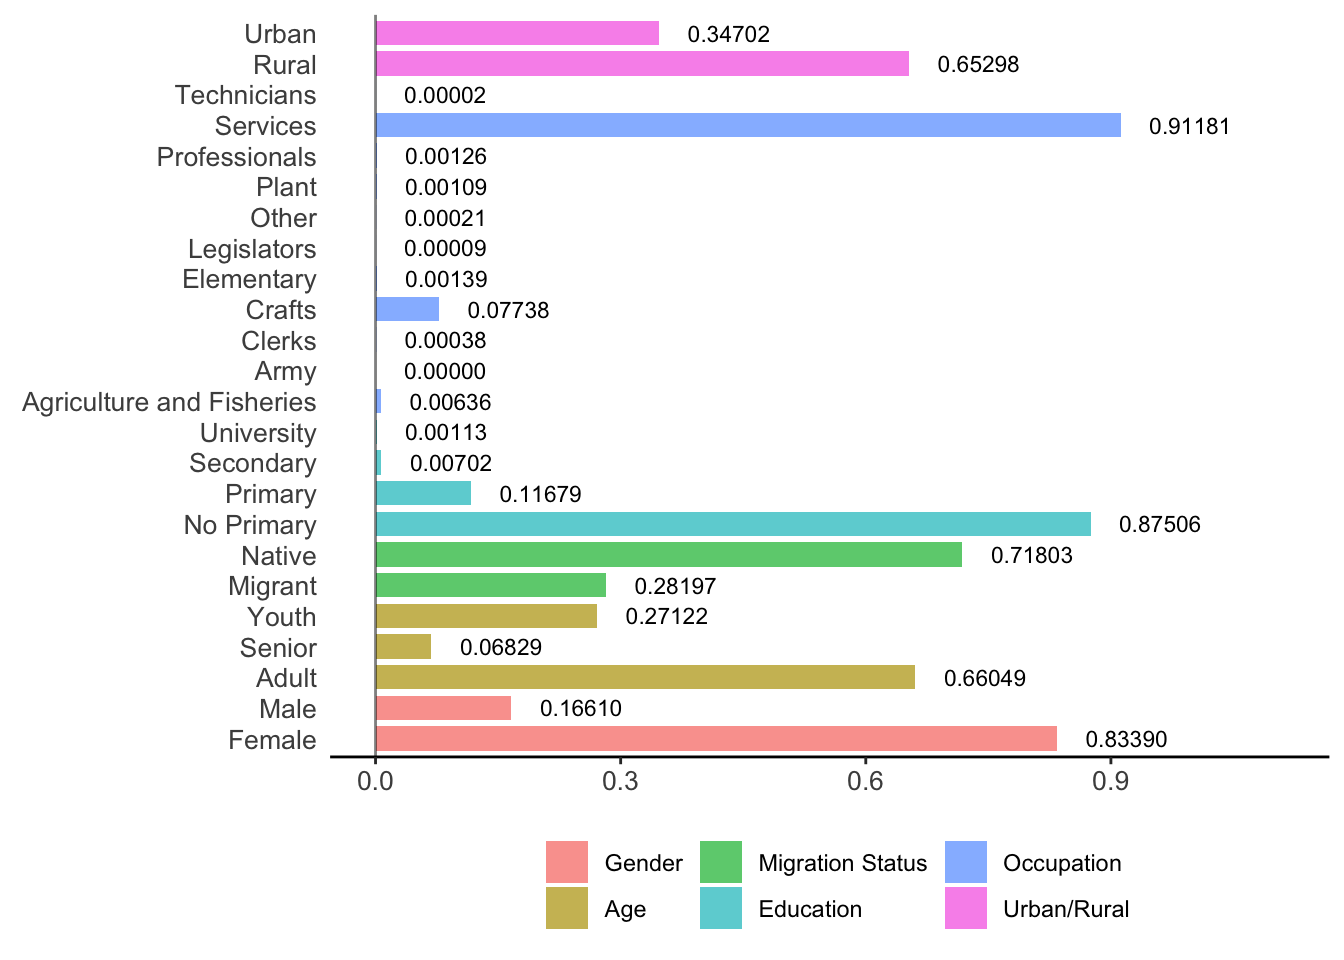 Urban 0.34702
Rural 0.65298
Technicians 0.00002
Services 0.91181
Professionals 0.00126
Plant 0.00109
Other 0.00021
Legislators 0.00009
Elementary 0.00139
Crafts 0.07738
Clerks 0.00038
Army 0.00000
Agriculture and Fisheries 0.00636
University 0.00113
Secondary 0.00702
Primary 0.11679
No Primary 0.87506
Native 0.71803
Migrant 0.28197
Youth 0.27122
Senior 0.06829
Adult 0.66049
Male 0.16610
Female 0.83390
0.0 0.3 0.6 0.9
Gender Migration Status Occupation
Age Education Urban/Rural